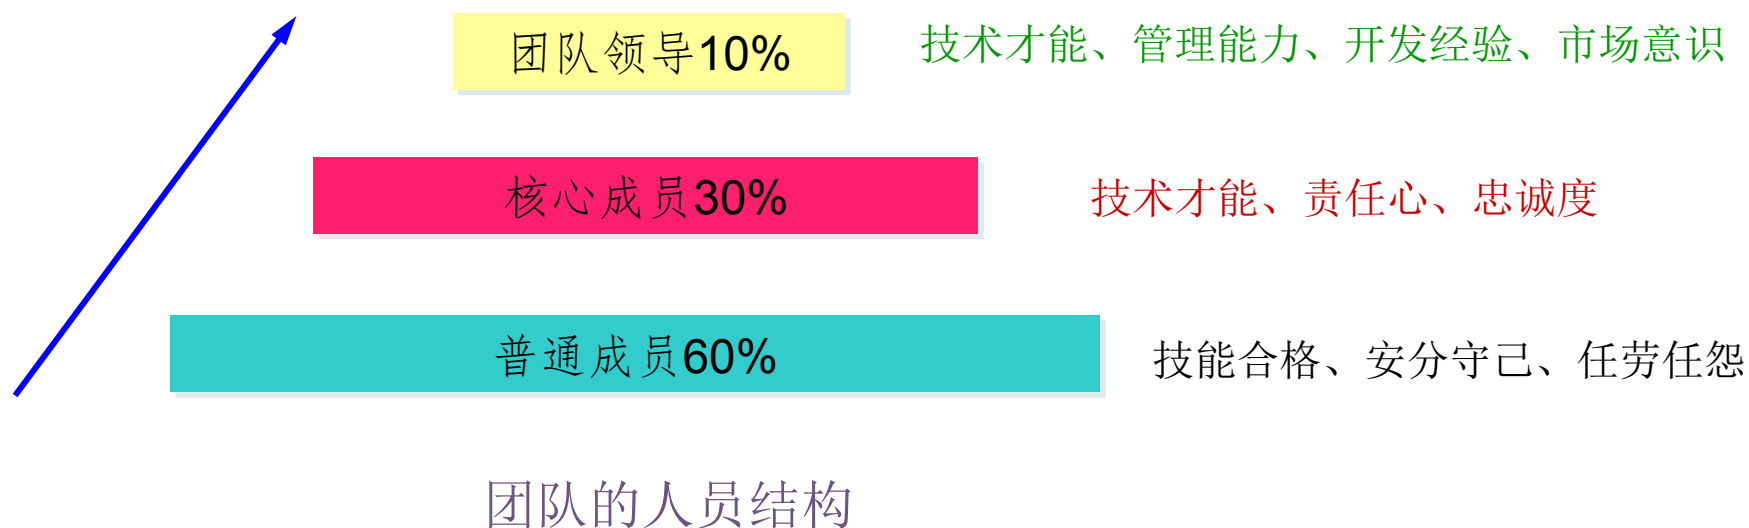 团队领导10% 技术才能、管理能力、开发经验、市场意识
核心成员30% 技术才能、责任心、忠诚度
普通成员60% 技能合格、安分守己、任劳任怨
团队的人员结构